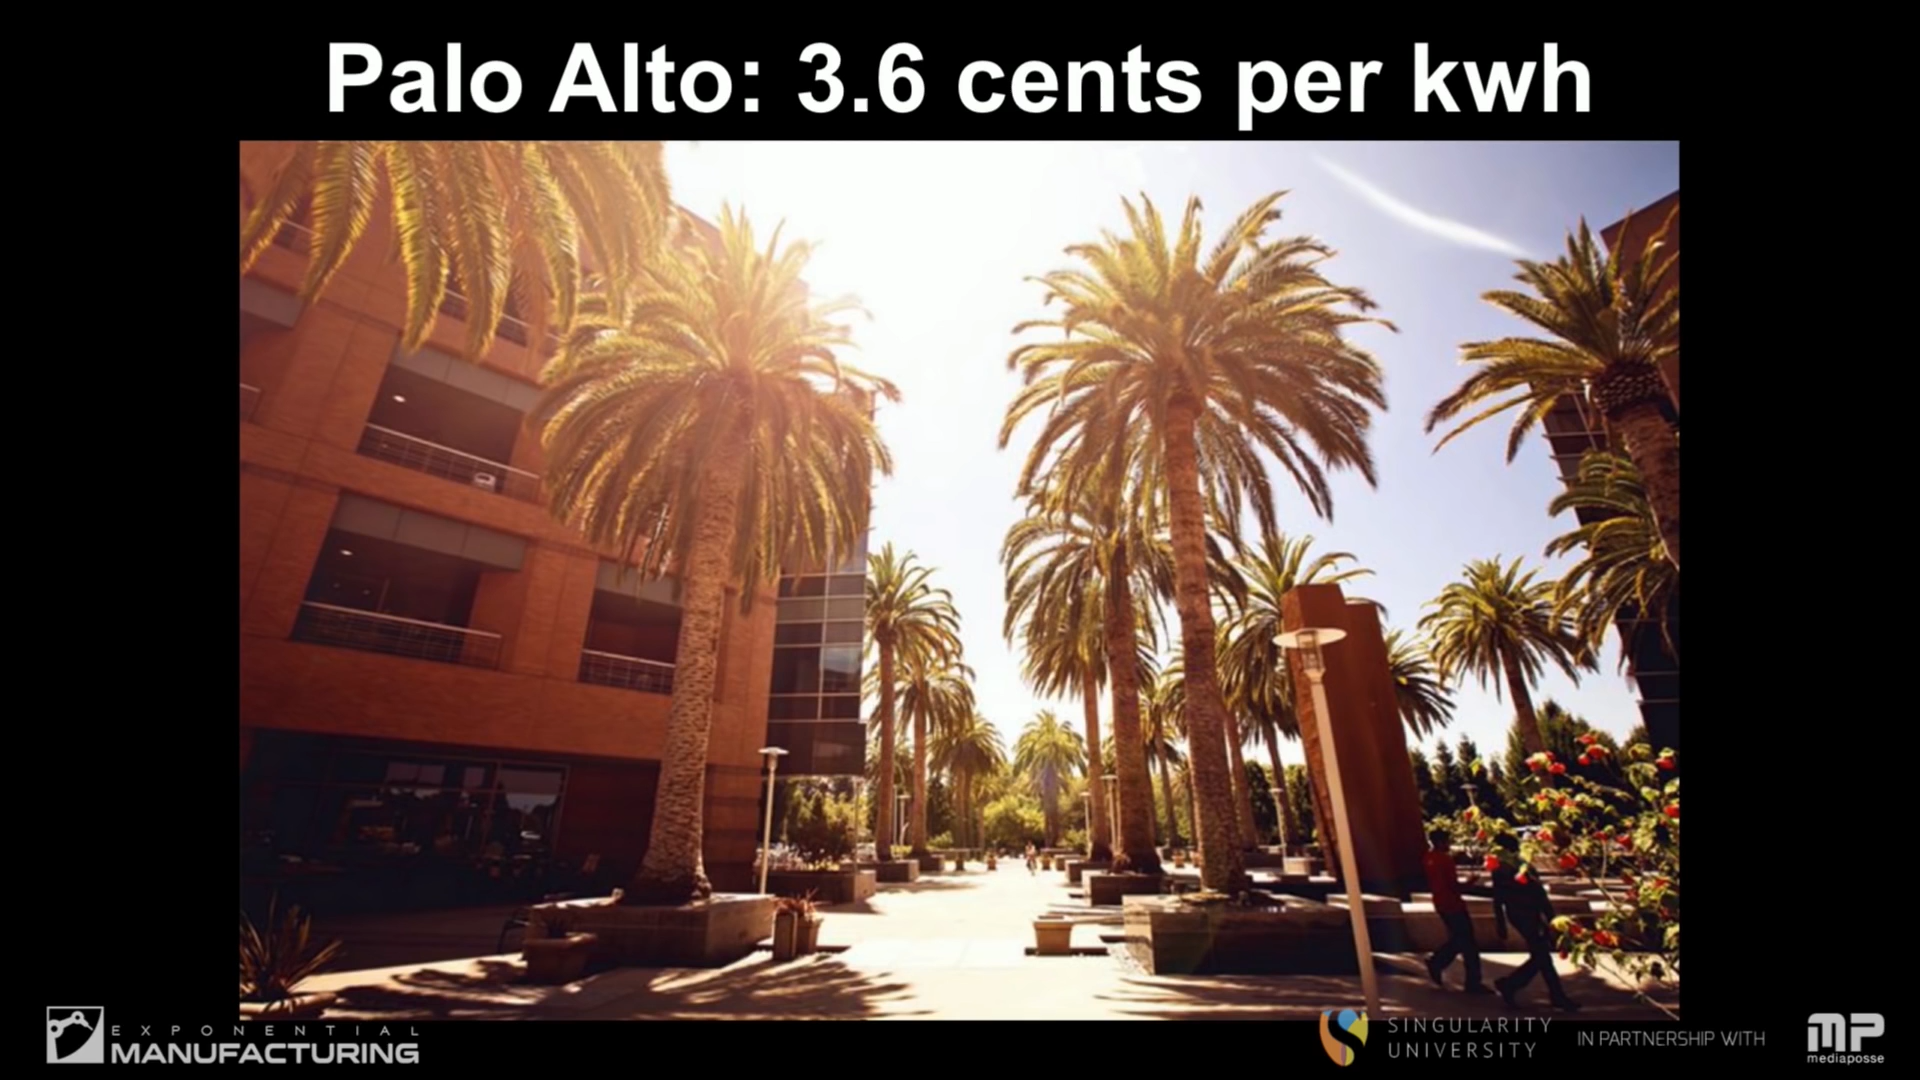 Palo Alto: 3.6 cents per kwh
EXPONENTIAL
MANUFACTURING
SINGULARITY
UNIVERSITY
IN PARTNERSHIP WITH
MP
mediaposse